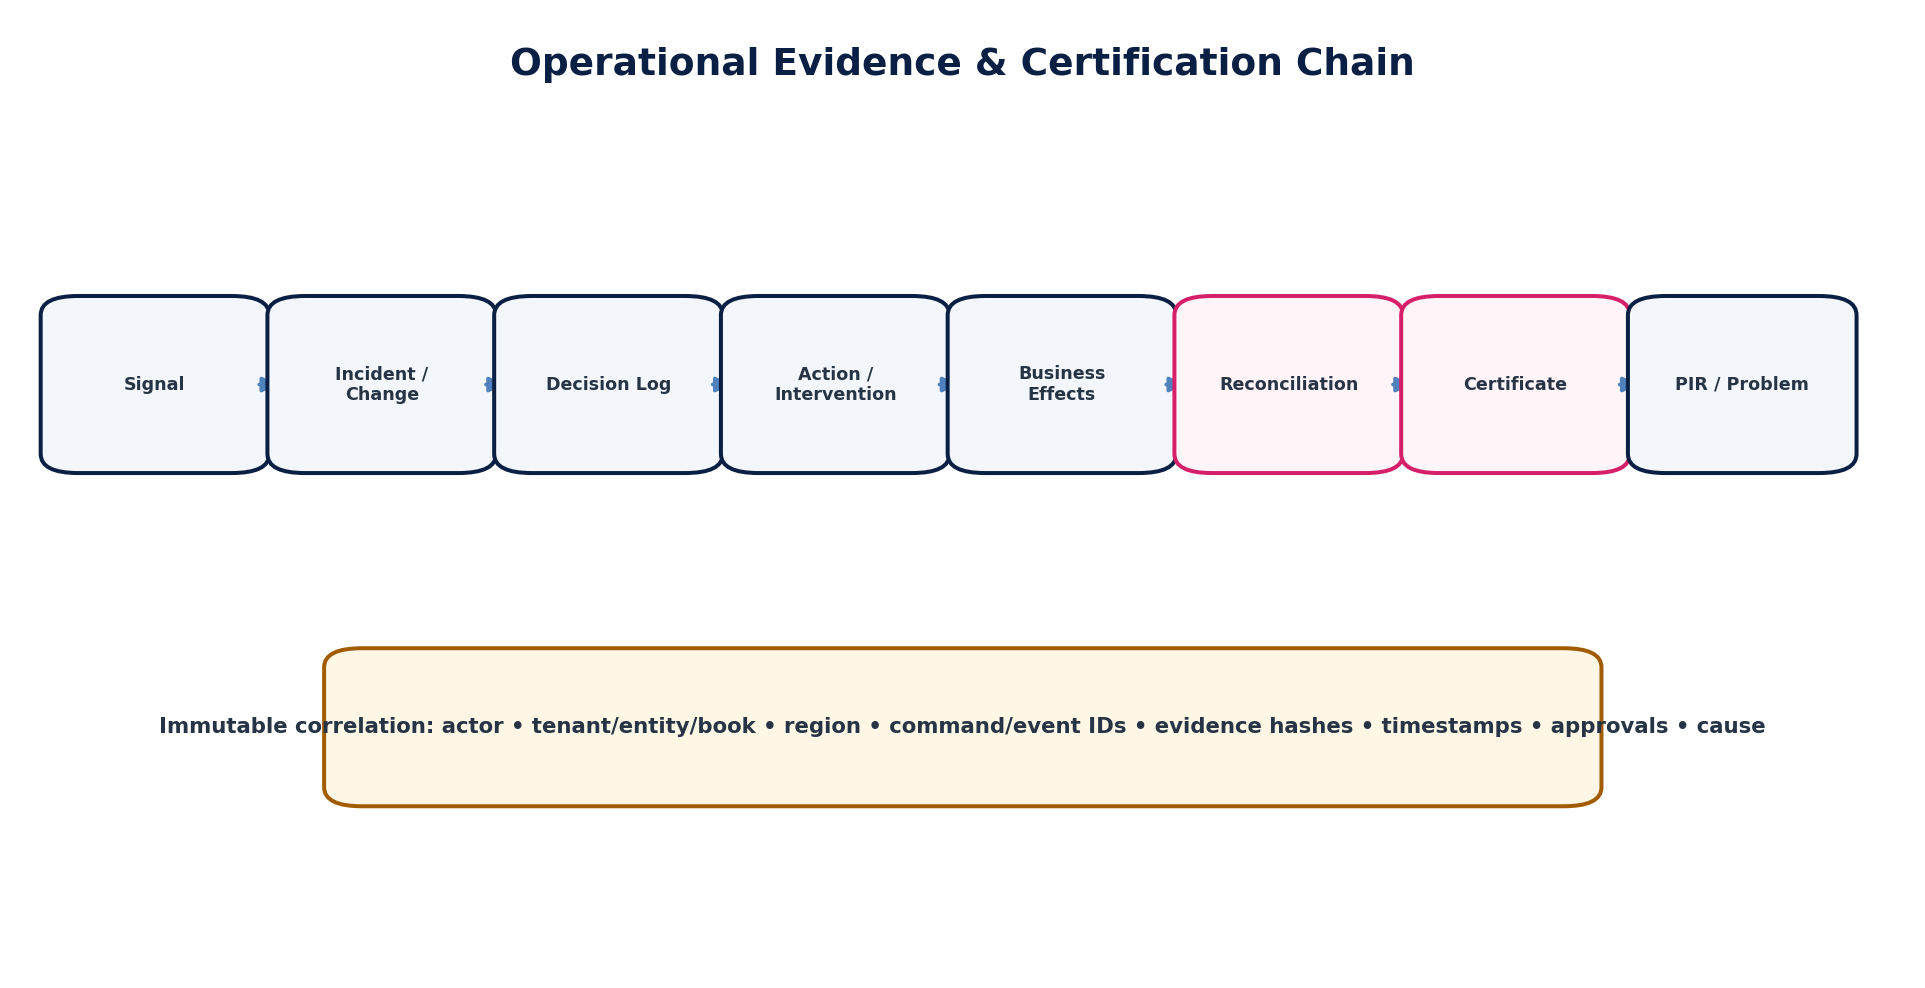 Operational Evidence & Certification Chain
Signal
Incident /
Change
Decision Log
Action /
Intervention
Business
Effects
Reconciliation
Certificate
PIR / Problem
Immutable correlation: actor • tenant/entity/book • region • command/event IDs • evidence hashes • timestamps • approvals • cause